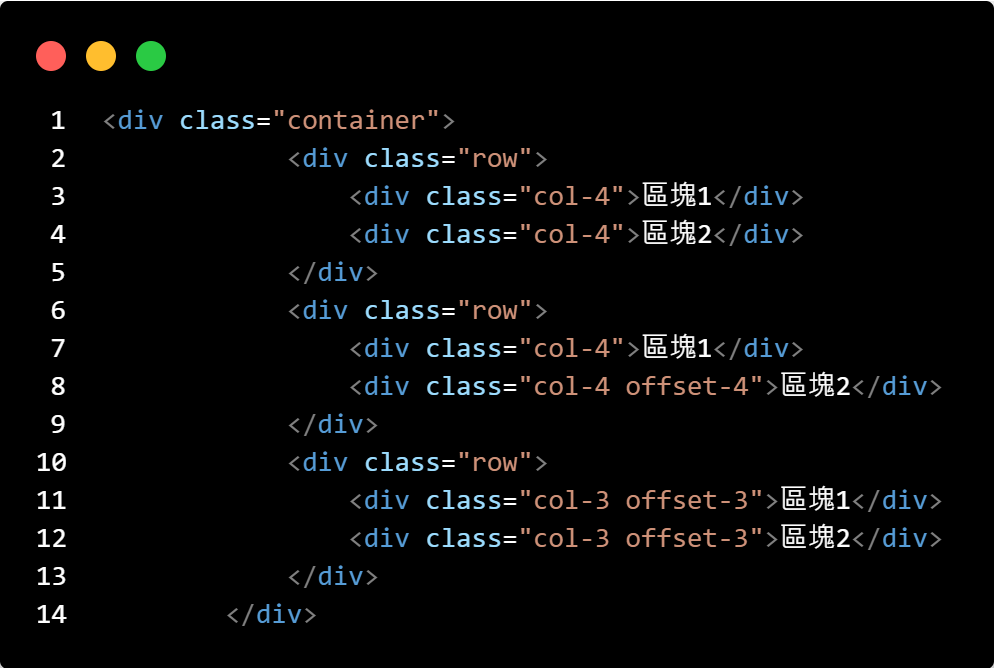 1 <div class="container">
2 <div class="row">
3 <div class="col-4">區塊1</div>
4 <div class="col-4">區塊2</div>
5 </div>
6 <div class="row">
7 <div class="col-4">區塊1</div>
8 <div class="col-4 offset-4">區塊2</div>
9 </div>
10 <div class="row">
11 <div class="col-3 offset-3">區塊1</div>
12 <div class="col-3 offset-3">區塊2</div>
13 </div>
14 </div>